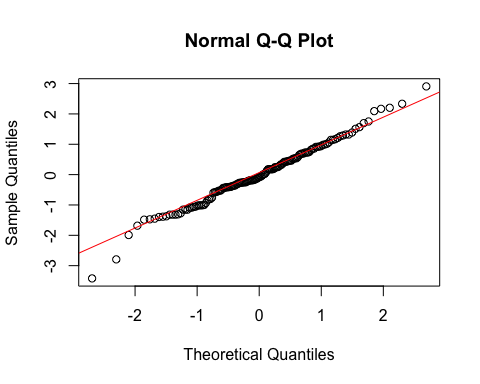 Normal Q-Q Plot
3
2
1
0
-1
-2
-3
Sample Quantiles
-2 -1 0 1 2
Theoretical Quantiles